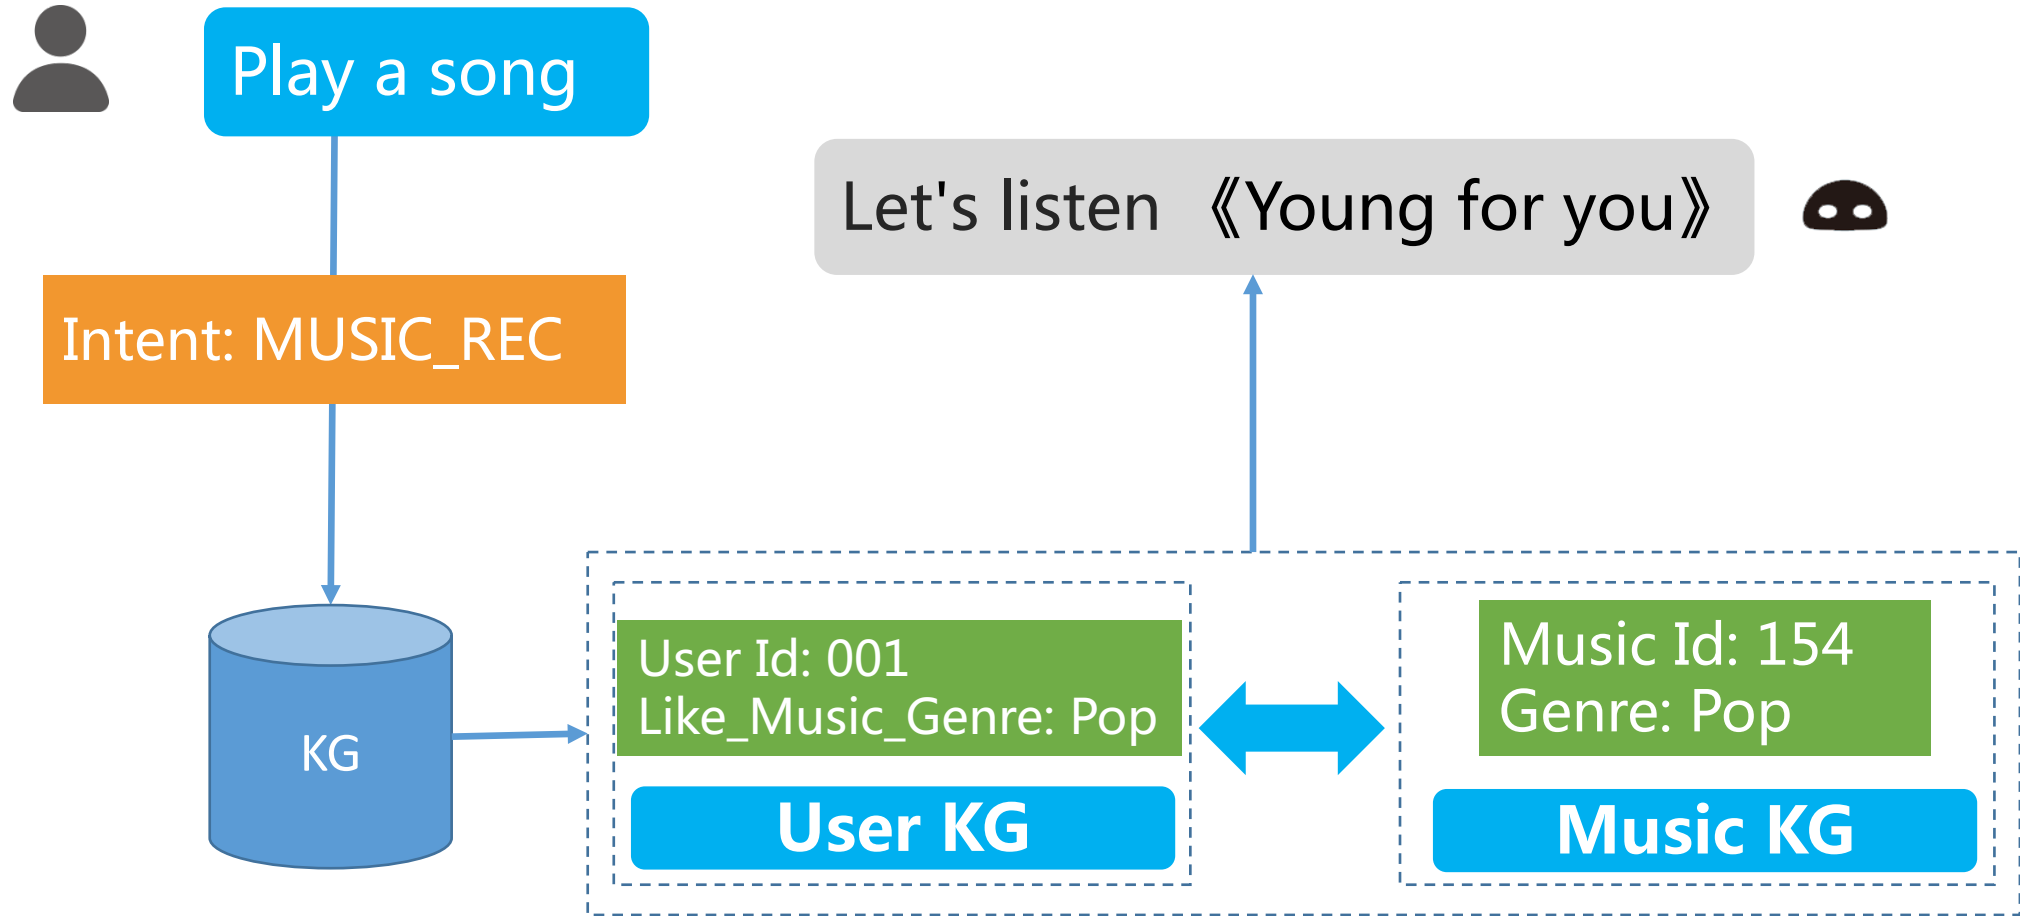 Play a song
Let's listen 《Young for you》
Intent: MUSIC_REC
KG
User Id: 001
Like_Music_Genre: Pop
User KG
Music Id: 154
Genre: Pop
Music KG